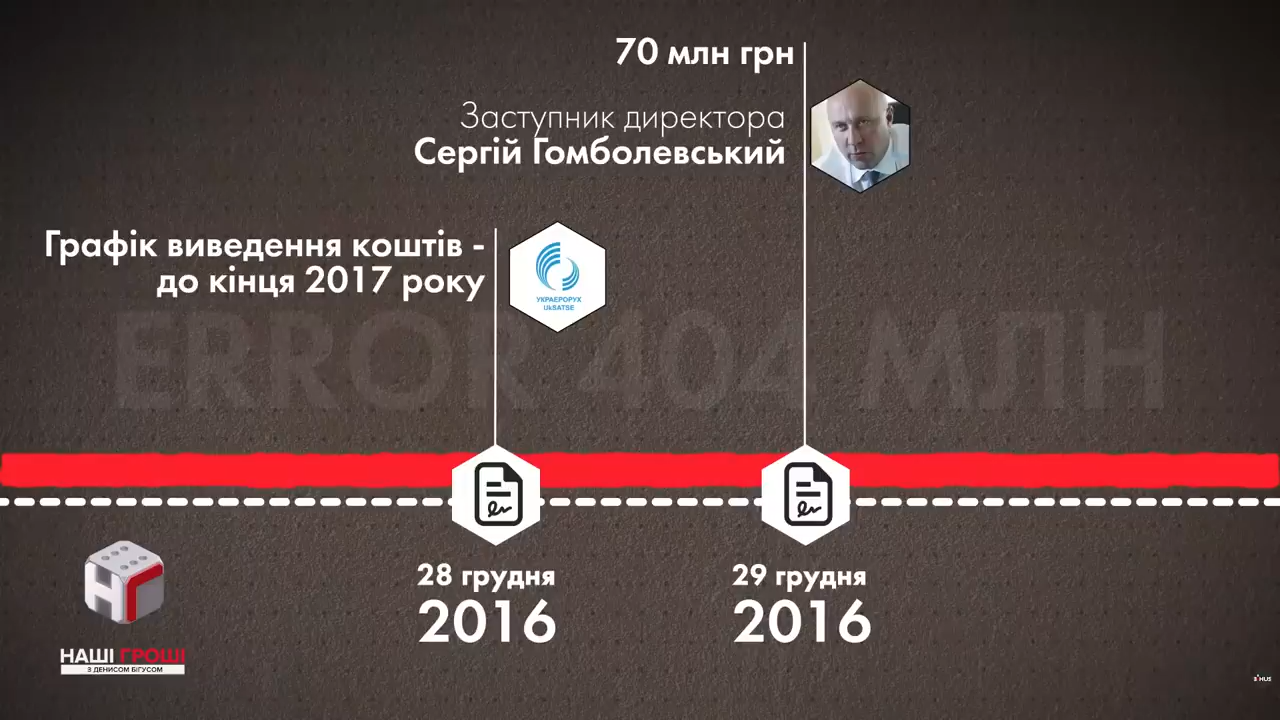 70 млн грн
Заступник директора
Сергій Гомболевський
Графік виведення коштів -
до кінця 2017 року
УКРАЕРОРУХ
UkSATSE
ERROR 404 МЛН
28 грудня
2016
29 грудня
2016
НАШІ ГРОШІ
З ДЕНИСОМ БІГУСОМ
BIHUS